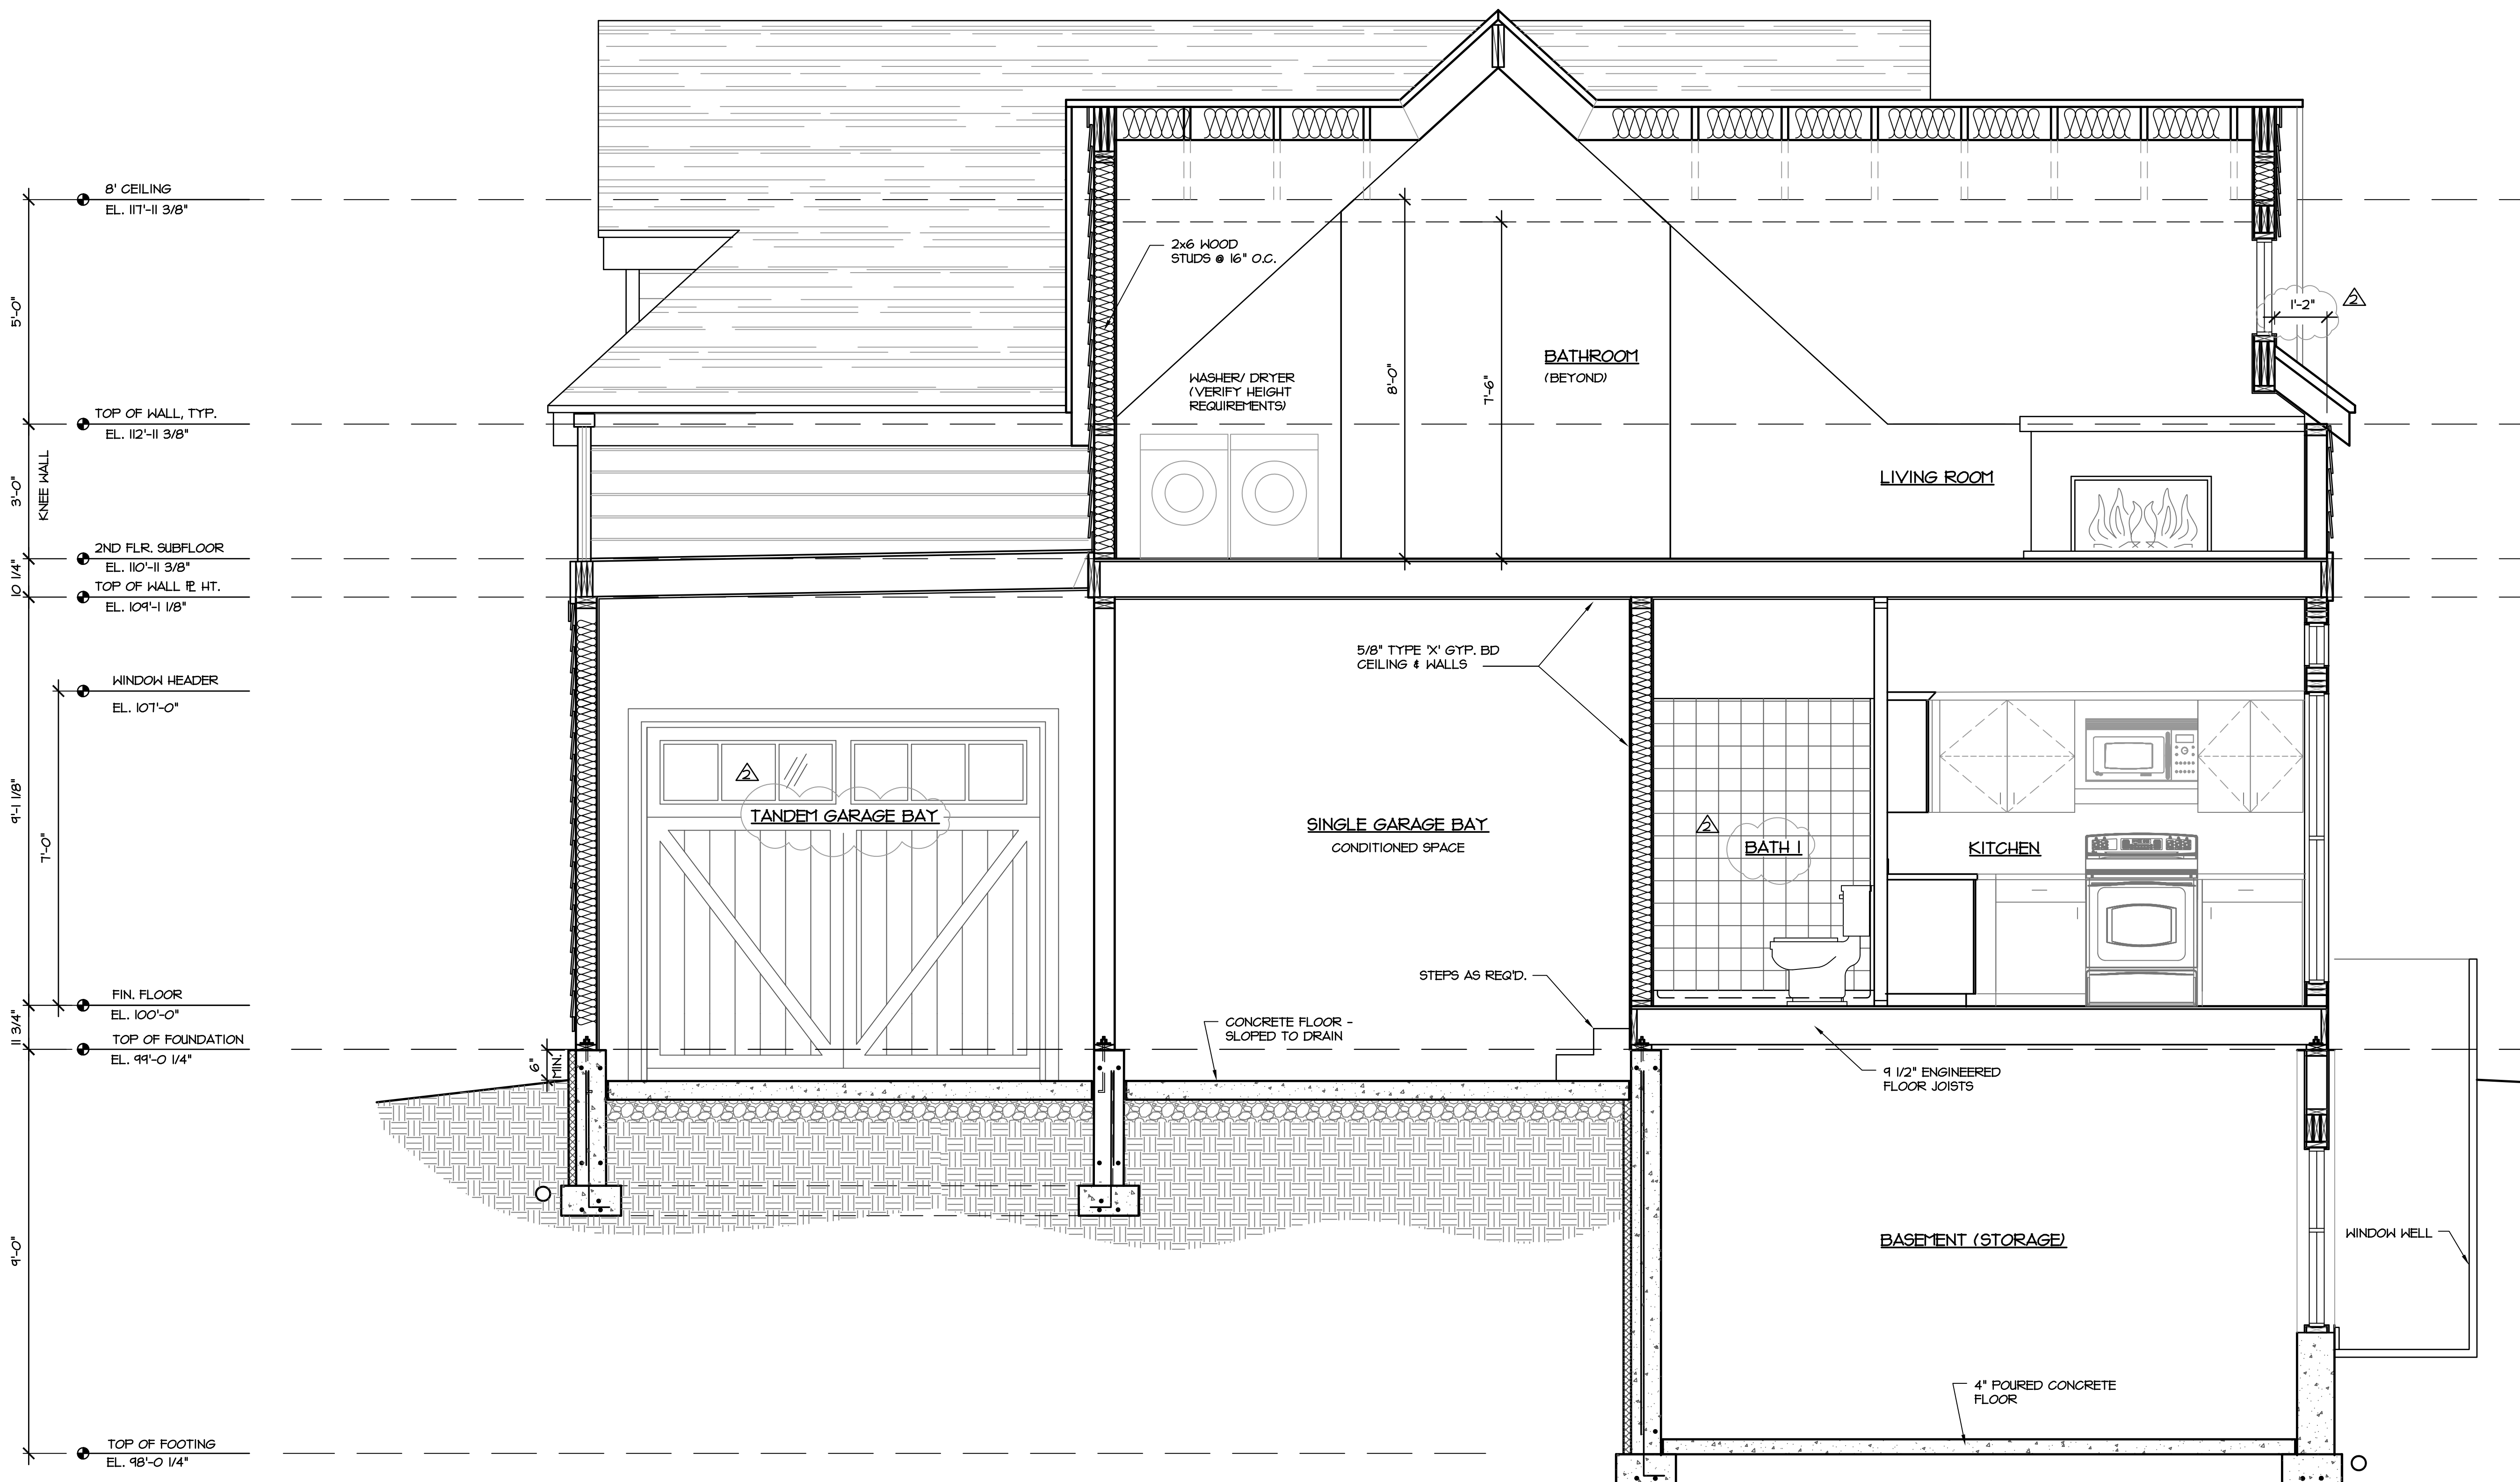 8' CEILING
EL. 117'-11 3/8"
5'-0"
TOP OF WALL, TYP.
EL. 112'-11 3/8"
KNEE WALL
3'-0"
2ND FLR. SUBFLOOR
EL. 110'-11 3/8"
10 1/4"
TOP OF WALL PL HT.
EL. 109'-1 1/8"
WINDOW HEADER
EL. 107'-0"
9'-1 1/8"
7'-0"
FIN. FLOOR
EL. 100'-0"
11 3/4"
TOP OF FOUNDATION
EL. 99'-0 1/4"
9'-0"
TOP OF FOOTING
EL. 98'-0 1/4"
6"
MIN.
2x6 WOOD
STUDS @ 16" O.C.
WASHER/ DRYER
(VERIFY HEIGHT
REQUIREMENTS)
8'-0"
7'-6"
BATHROOM
(BEYOND)
LIVING ROOM
1'-2"
2
5/8" TYPE 'X' GYP. BD
CEILING & WALLS
2
TANDEM GARAGE BAY
SINGLE GARAGE BAY
CONDITIONED SPACE
2
BATH 1
KITCHEN
STEPS AS REQ'D.
CONCRETE FLOOR -
SLOPED TO DRAIN
9 1/2" ENGINEERED
FLOOR JOISTS
BASEMENT (STORAGE)
WINDOW WELL
4" POURED CONCRETE
FLOOR